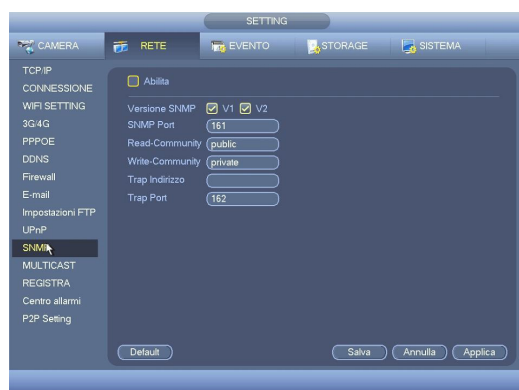 SETTING
CAMERA RETE EVENTO STORAGE SISTEMA
TCP/IP
CONNESSIONE
WIFI SETTING
3G/4G
PPPOE
DDNS
Firewall
E-mail
Impostazioni FTP
UPnP
SNMP
MULTICAST
REGISTRA
Centro allarmi
P2P Setting
Abilita
Versione SNMP V1 V2
SNMP Port 161
Read-Community public
Write-Community private
Trap Indirizzo
Trap Port 162
Default Salva Annulla Applica